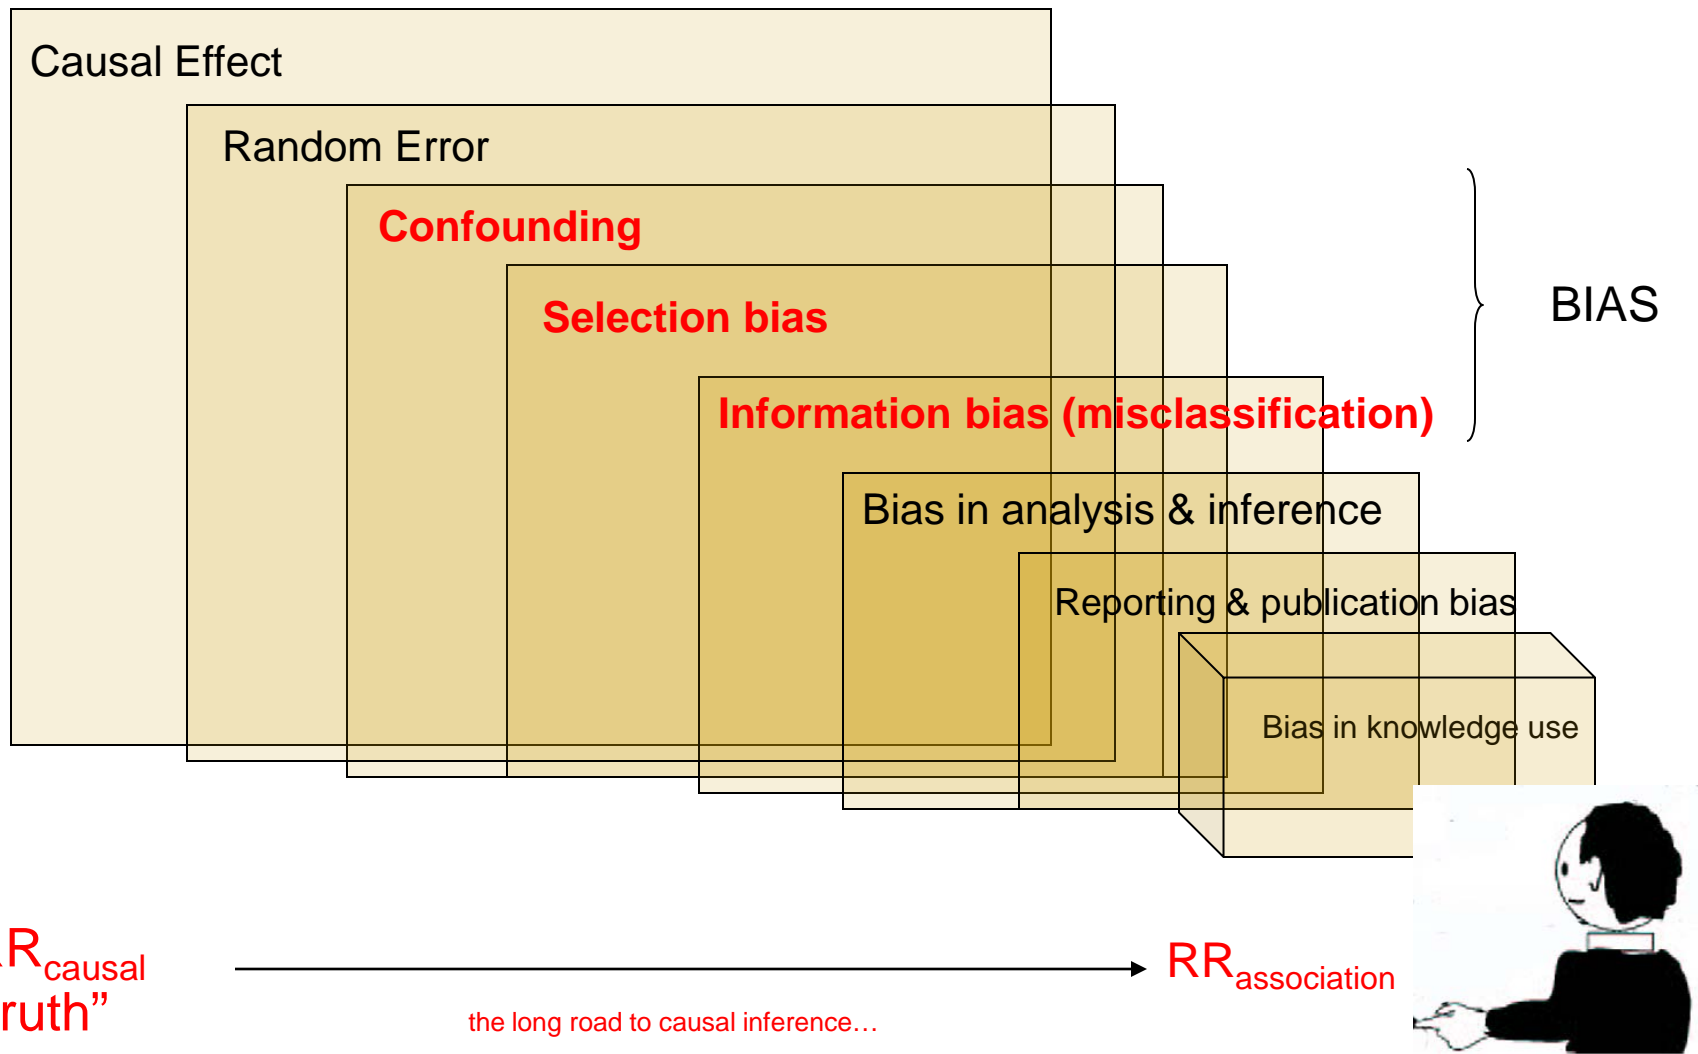 Causal Effect
Random Error
Confounding
Selection bias
BIAS
Information bias (misclassification)
Bias in analysis & inference
Reporting & publication bias
Bias in knowledge use
RRcausal
ruth”
RRassociation
the long road to causal inference…